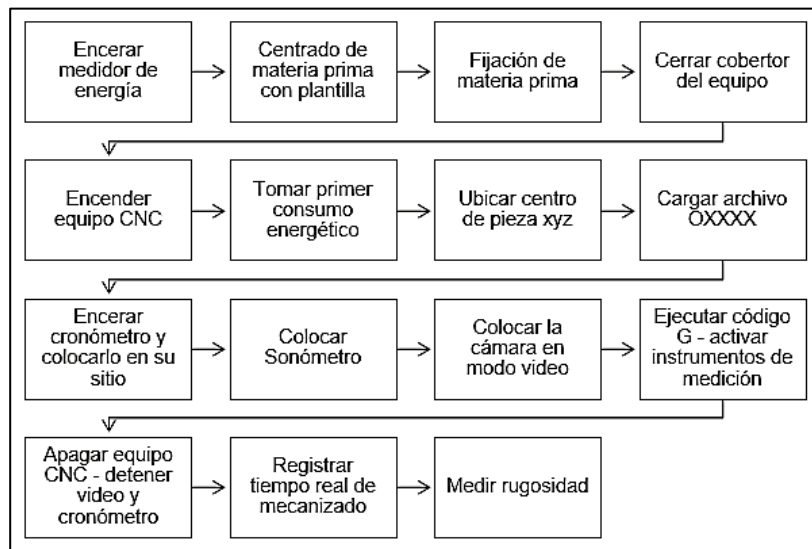 Encerar
medidor de
energía
Centrado de
materia prima
con plantilla
Fijación de
materia prima
Cerrar cobertor
del equipo
Encender
equipo CNC
Tomar primer
consumo
energético
Ubicar centro
de pieza xyz
Cargar archivo
OXXXX
Encerar
cronómetro y
colocarlo en su
sitio
Colocar
Sonómetro
Colocar la
cámara en
modo video
Ejecutar código
G - activar
instrumentos de
medición
Apagar equipo
CNC - detener
video y
cronómetro
Registrar
tiempo real de
mecanizado
Medir rugosidad